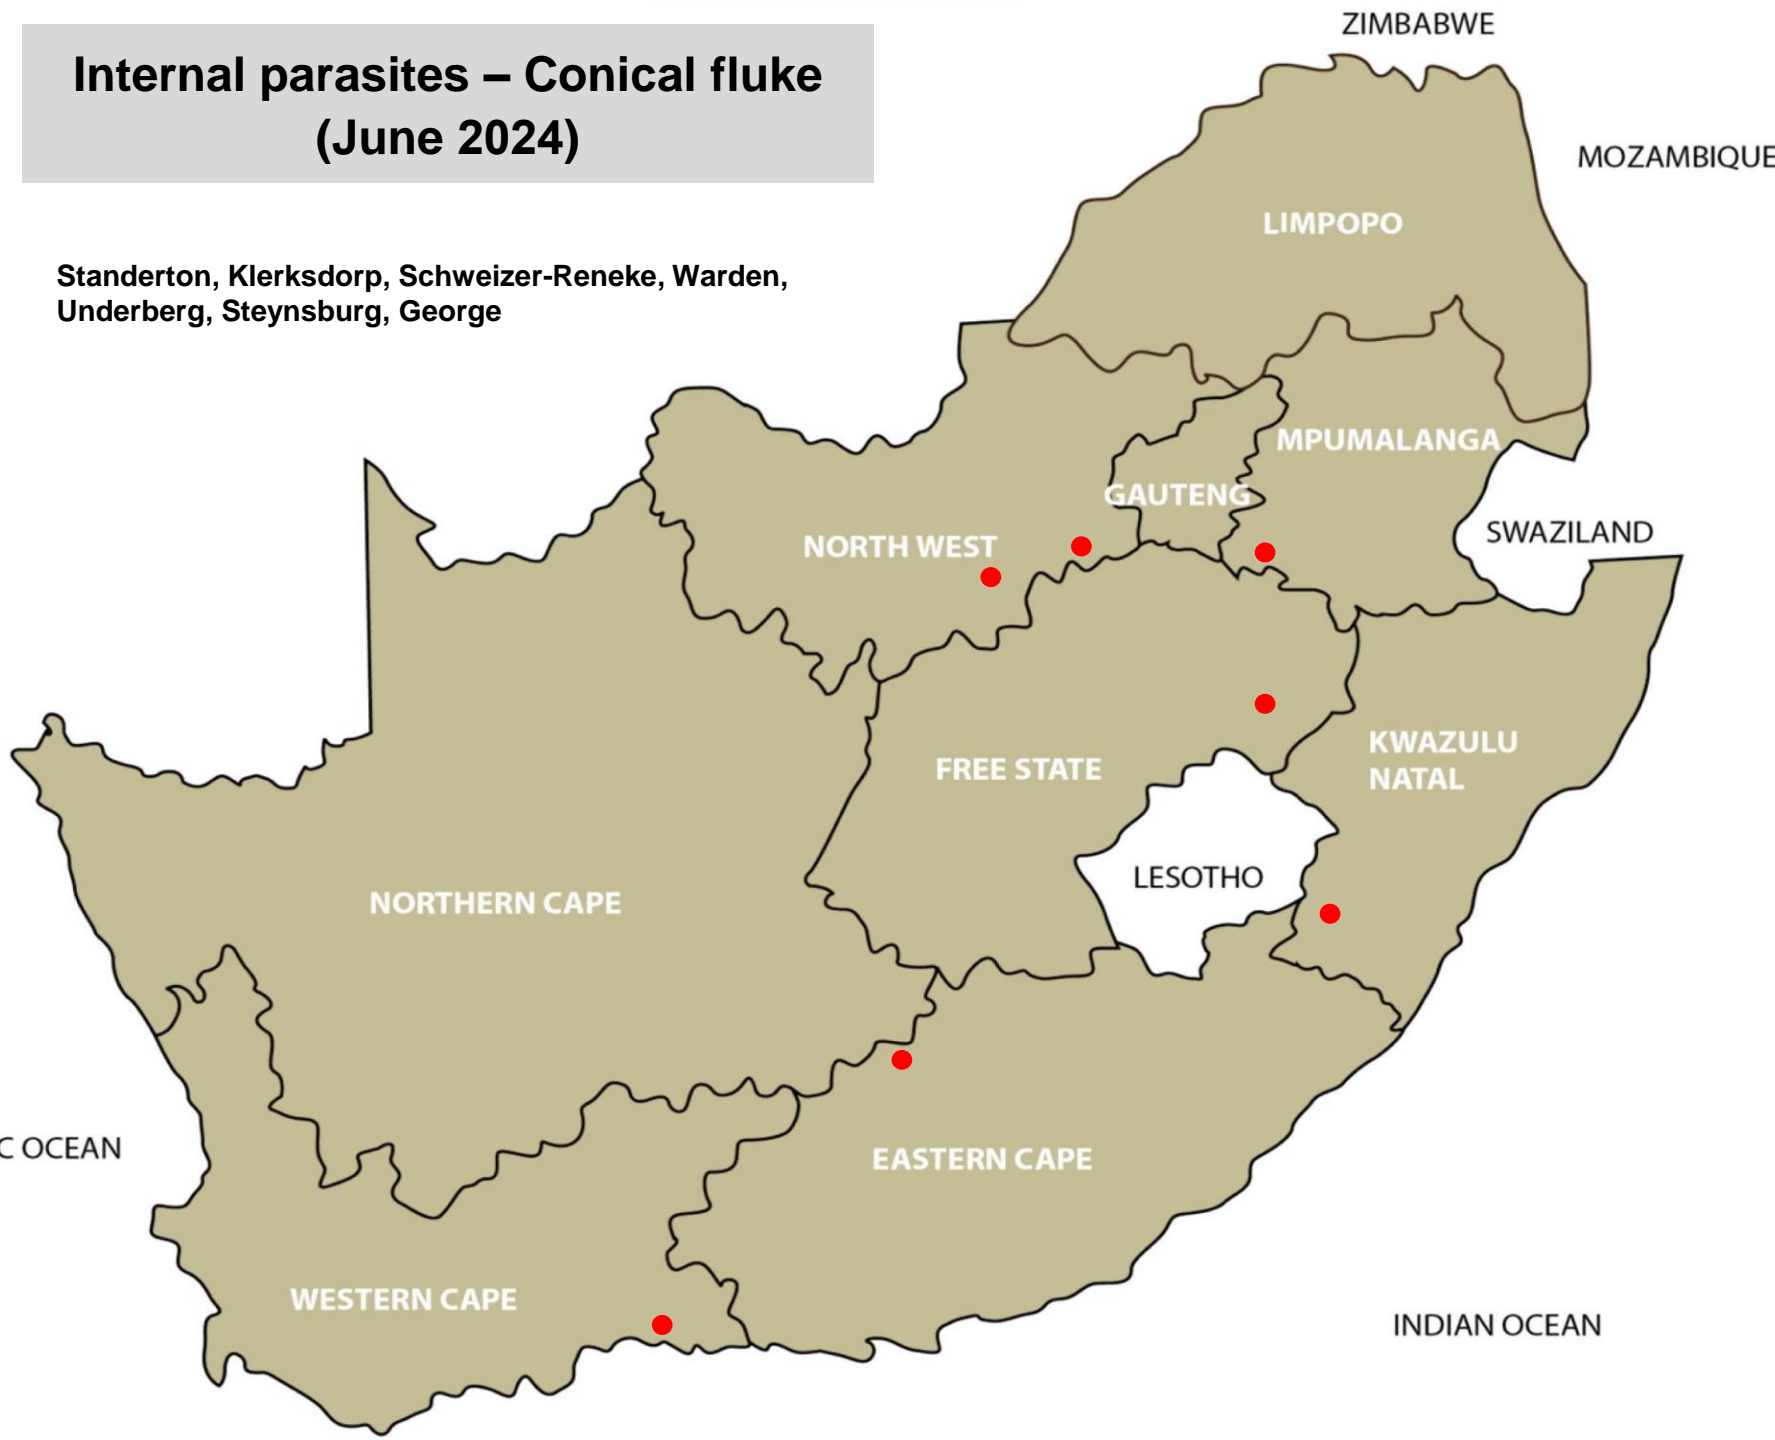 Internal parasites – Conical fluke
(June 2024)
Standerton, Klerksdorp, Schweizer-Reneke, Warden,
Underberg, Steynsburg, George
ZIMBABWE
MOZAMBIQUE
LIMPOPO
MPUMALANGA
GAUTENG
SWAZILAND
NORTH WEST
KWAZULU
NATAL
FREE STATE
LESOTHO
NORTHERN CAPE
C OCEAN
EASTERN CAPE
WESTERN CAPE
INDIAN OCEAN